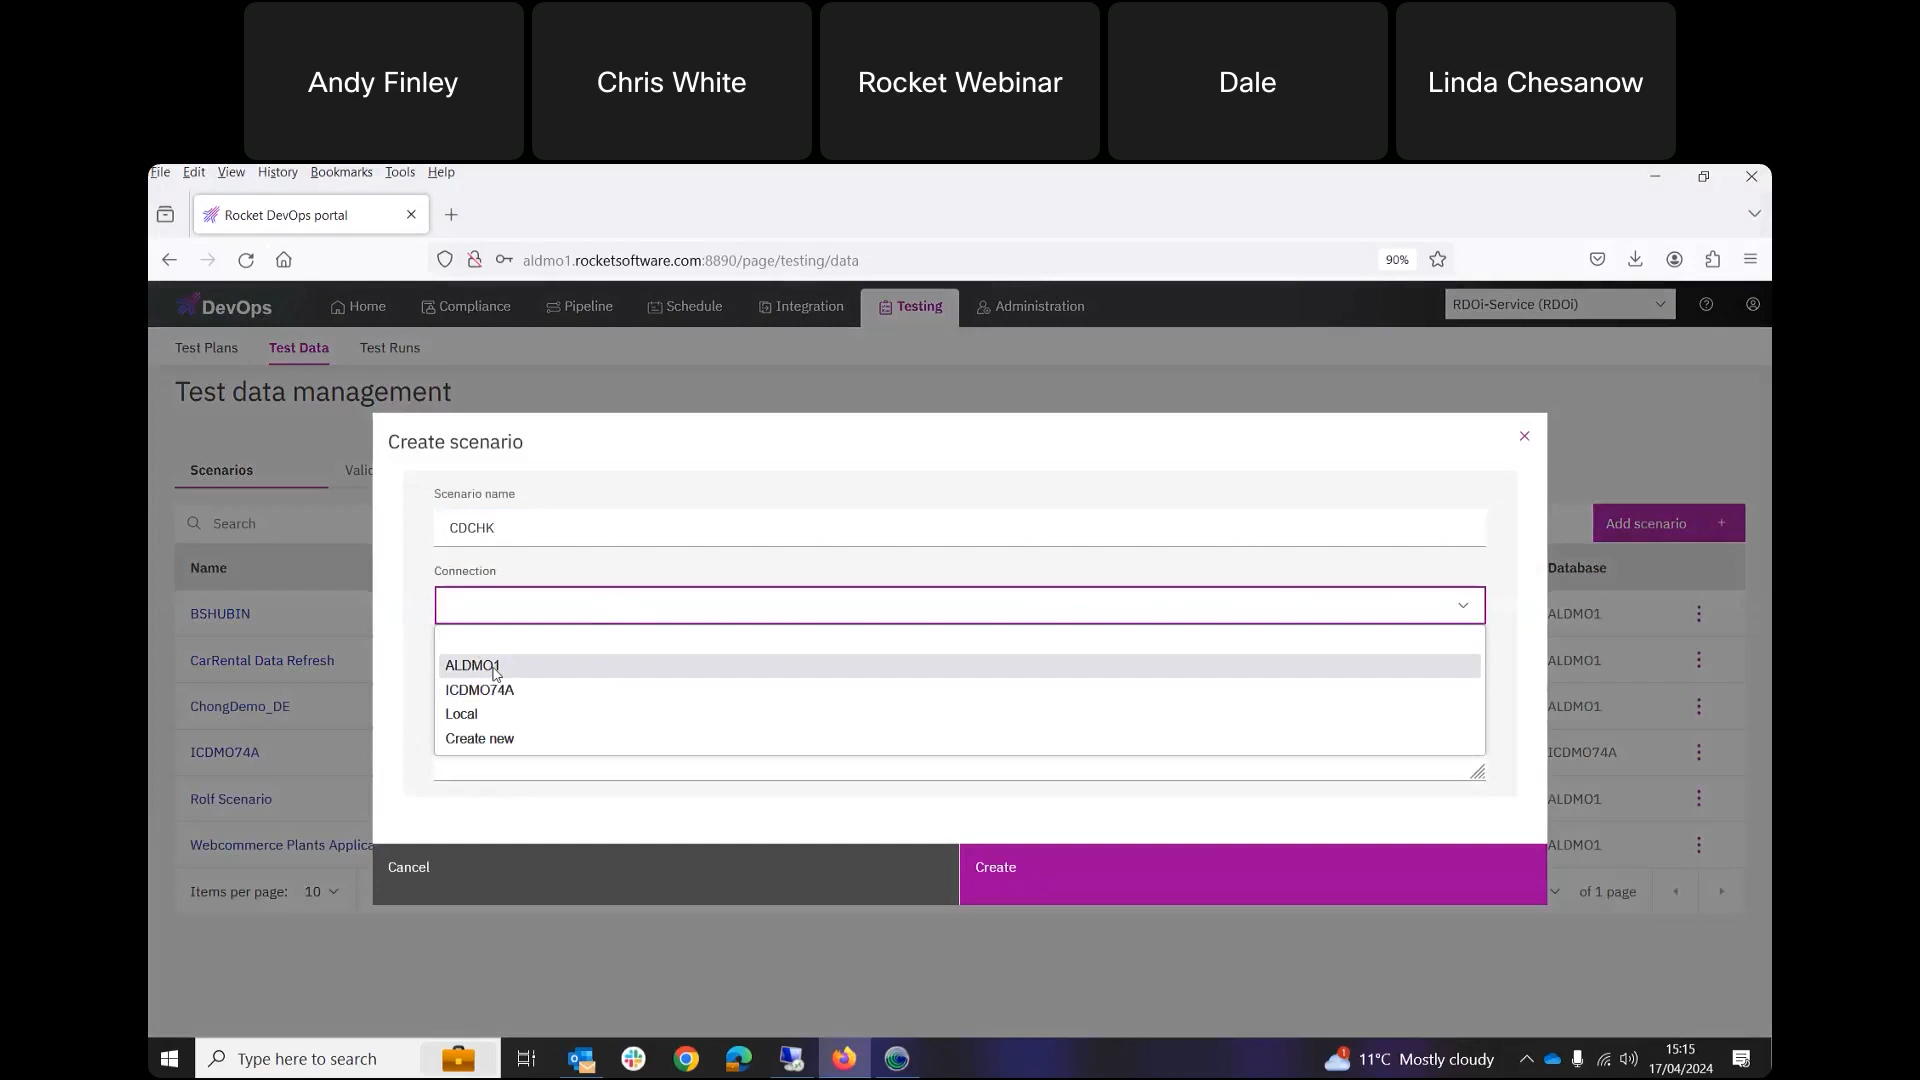 Andy Finley
Chris White
Rocket Webinar
Dale
Linda Chesanow
File Edit View History Bookmarks Tools Help
Rocket DevOps portal
aldmo1.rocketsoftware.com:8890/page/testing/data
90%
DevOps
Home
Compliance
Pipeline
Schedule
Integration
Testing
Administration
RDOi-Service (RDOi)
Test Plans
Test Data
Test Runs
Test data management
Create scenario
Scenarios
Valid
Scenario name
CDCHK
Search
Add scenario +
Connection
Name
Database
BSHUBIN
ALDMO1
CarRental Data Refresh
ALDMO1
ALDMO1
ICDMO74A
Local
Create new
ChongDemo_DE
ALDMO1
ICDMO74A
ICDMO74A
Rolf Scenario
ALDMO1
Webcommerce Plants Applica
ALDMO1
Cancel
Create
Items per page: 10
of 1 page
Type here to search
11°C Mostly cloudy
15:15
17/04/2024